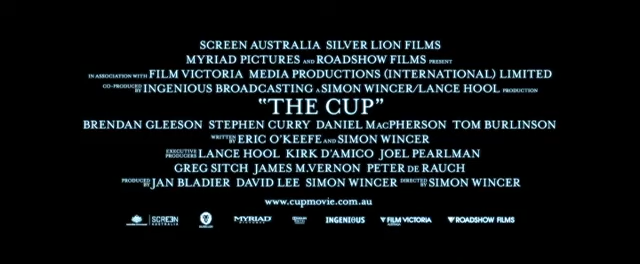 SCREEN AUSTRALIA SILVER LION FILMS
MYRIAD PICTURES AND ROADSHOW FILMS PRESENT
IN ASSOCIATION WITH FILM VICTORIA MEDIA PRODUCTIONS (INTERNATIONAL) LIMITED
CO-PRODUCED BY INGENIOUS BROADCASTING A SIMON WINCER/LANCE HOOL PRODUCTION
"THE CUP"
BRENDAN GLEESON STEPHEN CURRY DANIEL MACPHERSON TOM BURLINSON
WRITTEN BY ERIC O'KEEFE AND SIMON WINCER
EXECUTIVE PRODUCERS LANCE HOOL KIRK D'AMICO JOEL PEARLMAN
GREG SITCH JAMES M.VERNON PETER DE RAUCH
PRODUCED BY JAN BLADIER DAVID LEE SIMON WINCER DIRECTED BY SIMON WINCER
www.cupmovie.com.au
SCREEN AUSTRALIA MYRIAD PICTURES INGENIOUS FILM VICTORIA AUSTRALIA ROADSHOW FILMS